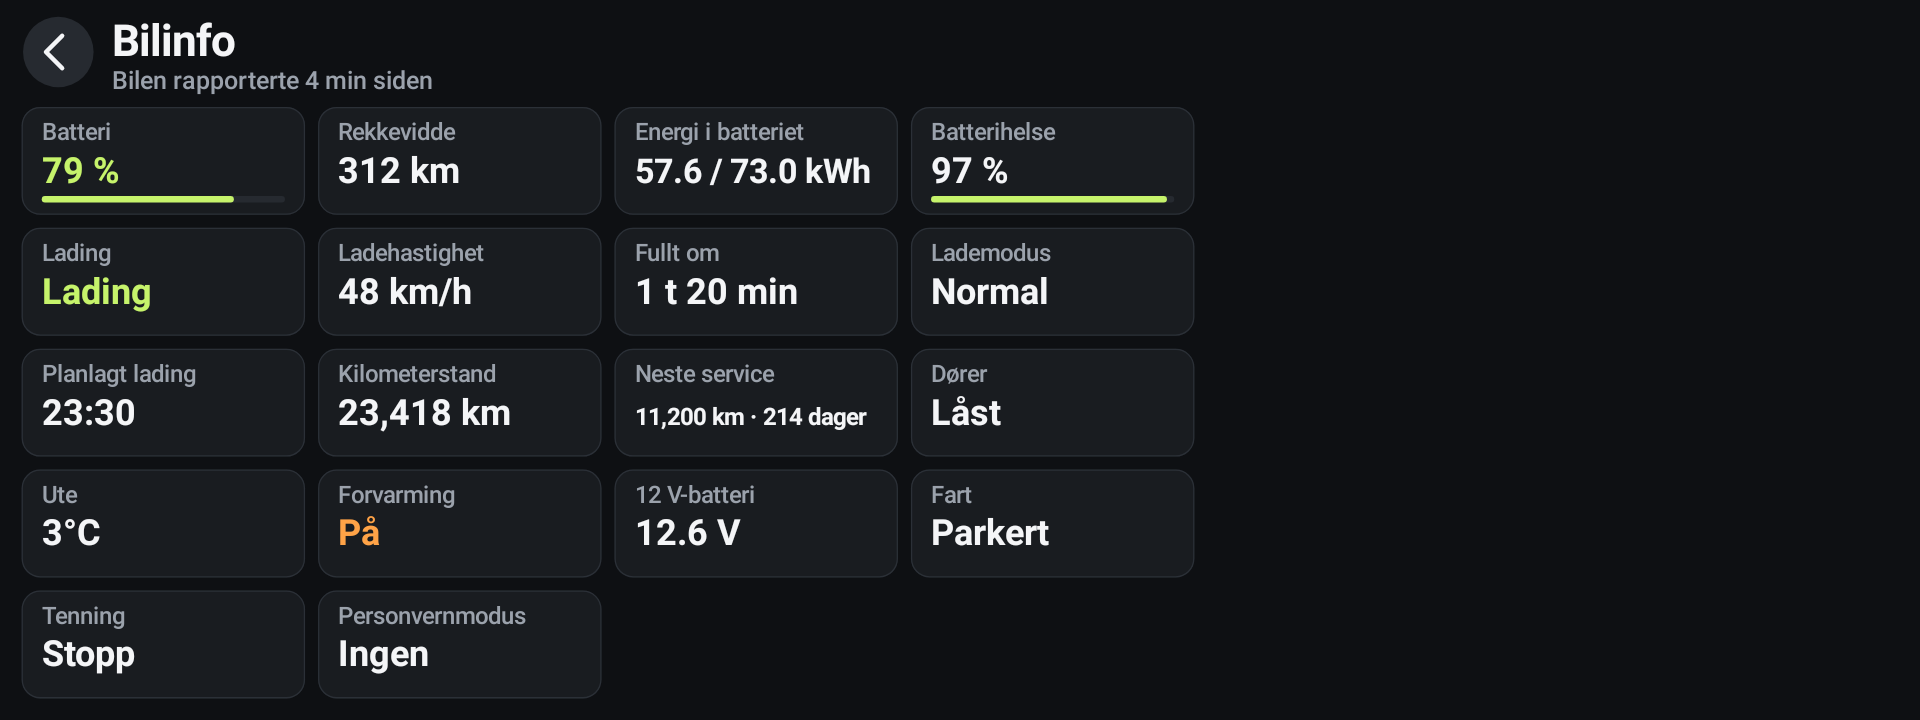 Bilinfo
Bilen rapporterte 4 min siden
Batteri
79 %
Rekkevidde
312 km
Energi i batteriet
57.6 / 73.0 kWh
Batterihelse
97 %
Lading
Lading
Ladehastighet
48 km/h
Fullt om
1 t 20 min
Lademodus
Normal
Planlagt lading
23:30
Kilometerstand
23,418 km
Neste service
11,200 km · 214 dager
Dører
Låst
Ute
3°C
Forvarming
På
12 V-batteri
12.6 V
Fart
Parkert
Tenning
Stopp
Personvernmodus
Ingen